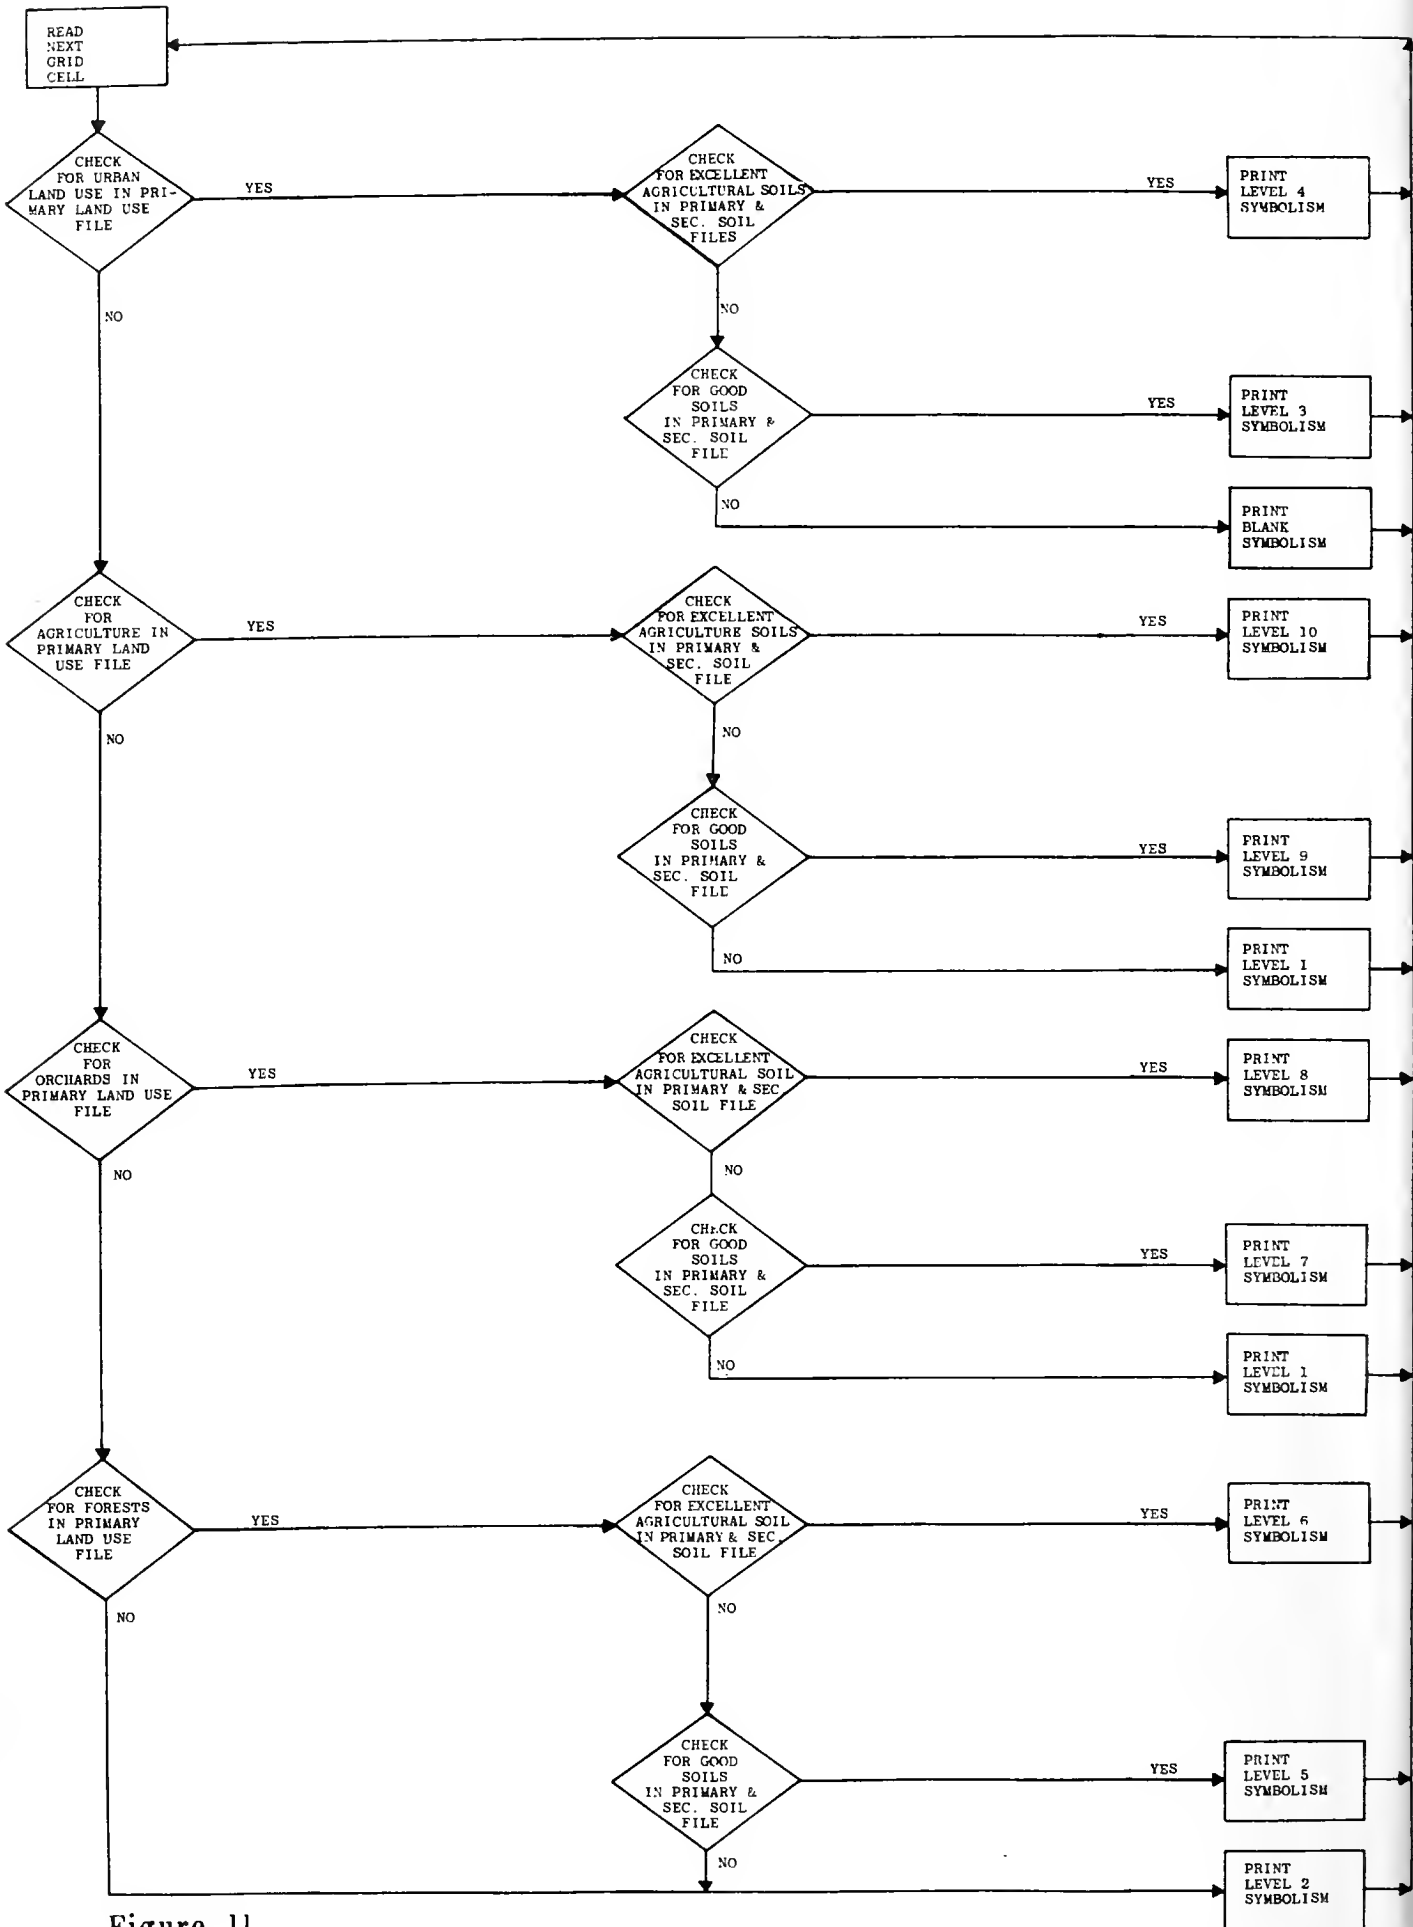 READ
NEXT
GRID
CELL
CHECK
FOR URBAN
LAND USE IN PRI-
MARY LAND USE
FILE
YES
CHECK
FOR EXCELLENT
AGRICULTURAL SOILS
IN PRIMARY &
SEC. SOIL
FILES
YES
PRINT
LEVEL 4
SYMBOLISM
NO
NO
CHECK
FOR GOOD
SOILS
IN PRIMARY &
SEC. SOIL
FILE
YES
PRINT
LEVEL 3
SYMBOLISM
NO
PRINT
BLANK
SYMBOLISM
CHECK
FOR
AGRICULTURE IN
PRIMARY LAND
USE FILE
YES
CHECK
FOR EXCELLENT
AGRICULTURE SOILS
IN PRIMARY &
SEC. SOIL
FILE
YES
PRINT
LEVEL 10
SYMBOLISM
NO
NO
CHECK
FOR GOOD
SOILS
IN PRIMARY &
SEC. SOIL
FILE
YES
PRINT
LEVEL 9
SYMBOLISM
NO
PRINT
LEVEL 1
SYMBOLISM
CHECK
FOR
ORCHARDS IN
PRIMARY LAND USE
FILE
YES
CHECK
FOR EXCELLENT
AGRICULTURAL SOIL
IN PRIMARY & SEC.
SOIL FILE
YES
PRINT
LEVEL 8
SYMBOLISM
NO
NO
CHECK
FOR GOOD
SOILS
IN PRIMARY &
SEC. SOIL
FILE
YES
PRINT
LEVEL 7
SYMBOLISM
NO
PRINT
LEVEL 1
SYMBOLISM
CHECK
FOR FORESTS
IN PRIMARY
LAND USE
FILE
YES
CHECK
FOR EXCELLENT
AGRICULTURAL SOIL
IN PRIMARY & SEC.
SOIL FILE
YES
PRINT
LEVEL 6
SYMBOLISM
NO
NO
CHECK
FOR GOOD
SOILS
IN PRIMARY &
SEC. SOIL
FILE
YES
PRINT
LEVEL 5
SYMBOLISM
NO
PRINT
LEVEL 2
SYMBOLISM
Figure 11